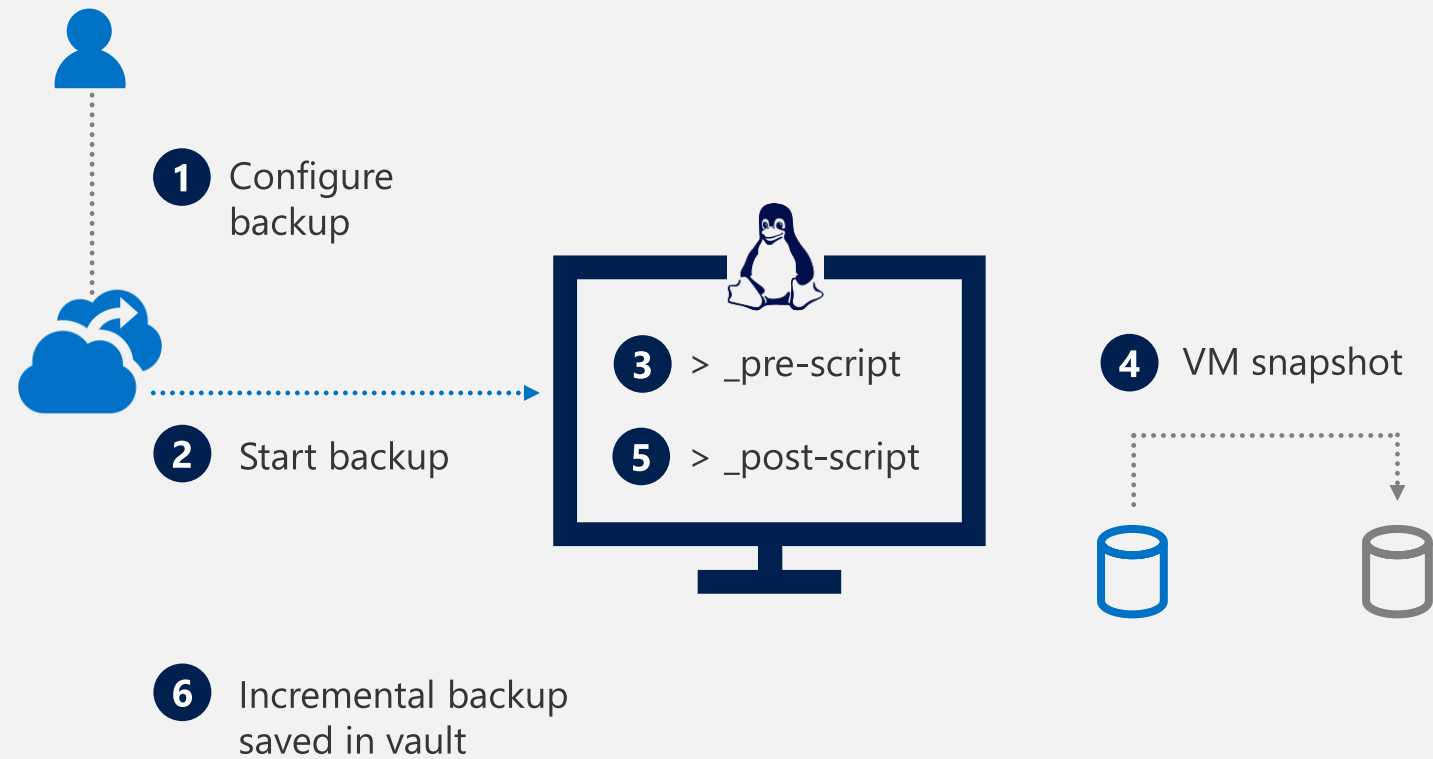 1 Configure
backup
2 Start backup
3 > _pre-script
4 VM snapshot
5 > _post-script
6 Incremental backup
saved in vault